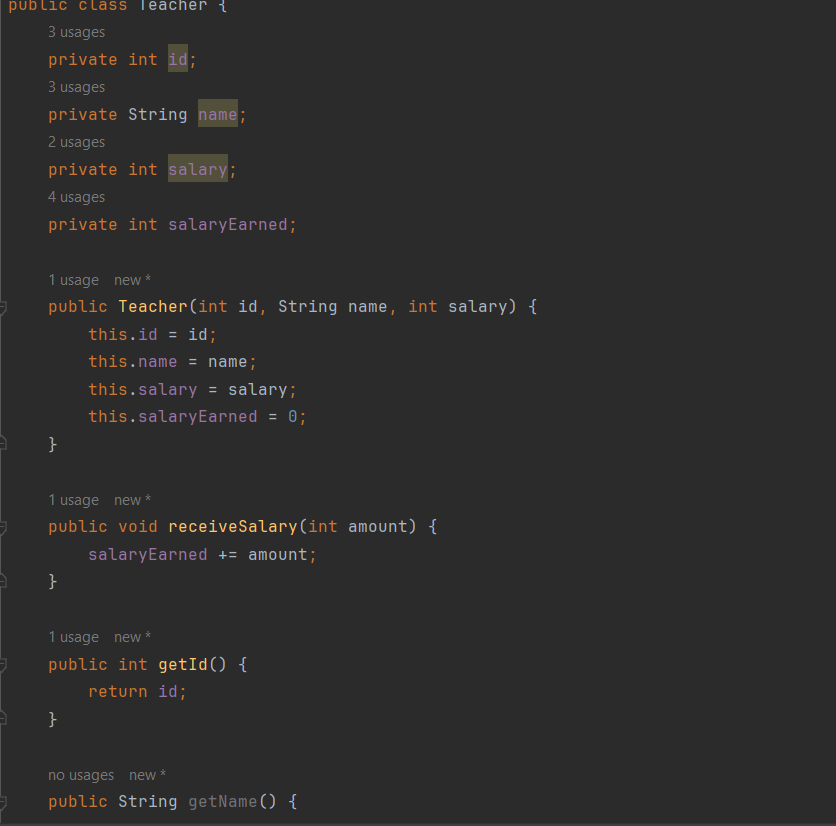 public class Teacher {
3 usages
private int id;
3 usages
private String name;
2 usages
private int salary;
4 usages
private int salaryEarned;
1 usage new *
public Teacher(int id, String name, int salary) {
this.id = id;
this.name = name;
this.salary = salary;
this.salaryEarned = 0;
}
1 usage new *
public void receiveSalary(int amount) {
salaryEarned += amount;
}
1 usage new *
public int getId() {
return id;
}
no usages new *
public String getName() {